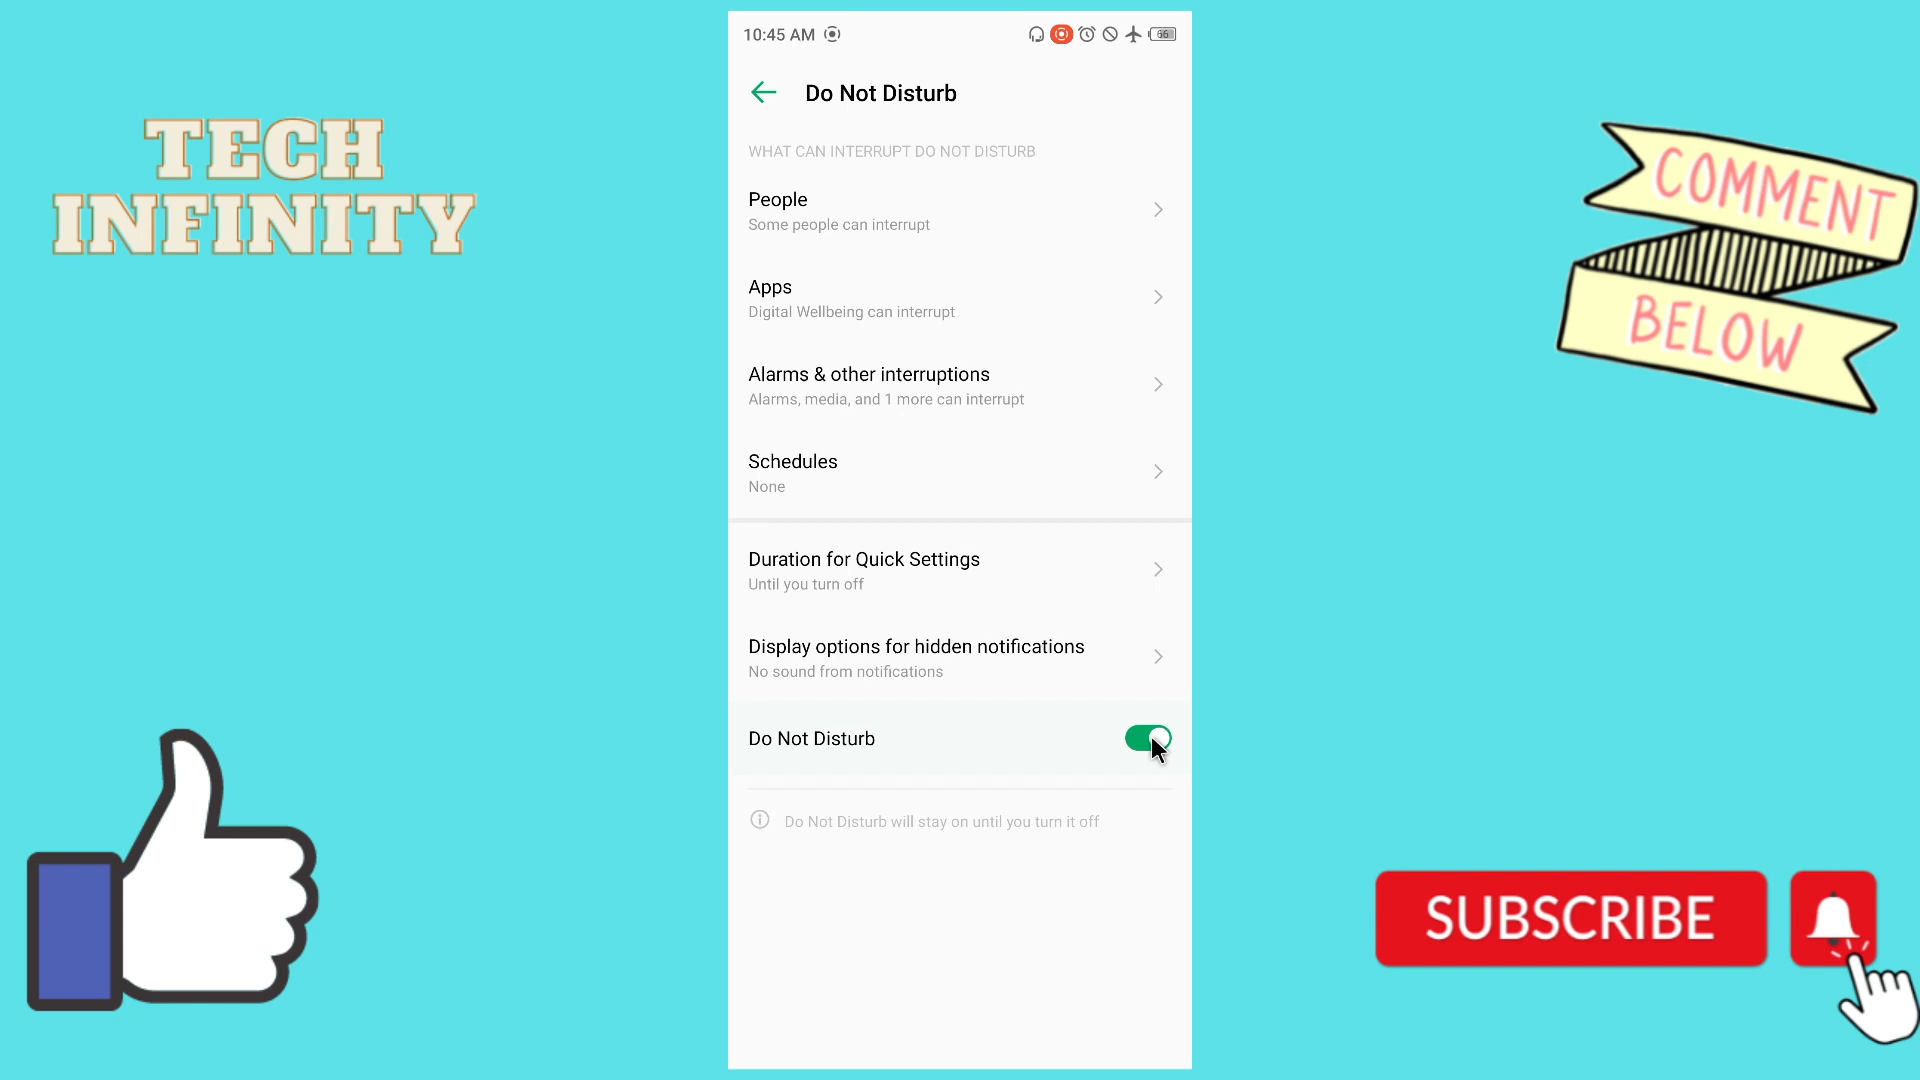 TECH
INFINITY
10:45 AM
66
Do Not Disturb
WHAT CAN INTERRUPT DO NOT DISTURB
People
Some people can interrupt
Apps
Digital Wellbeing can interrupt
Alarms & other interruptions
Alarms, media, and 1 more can interrupt
Schedules
None
Duration for Quick Settings
Until you turn off
Display options for hidden notifications
No sound from notifications
Do Not Disturb
Do Not Disturb will stay on until you turn it off
COMMENT
BELOW
SUBSCRIBE